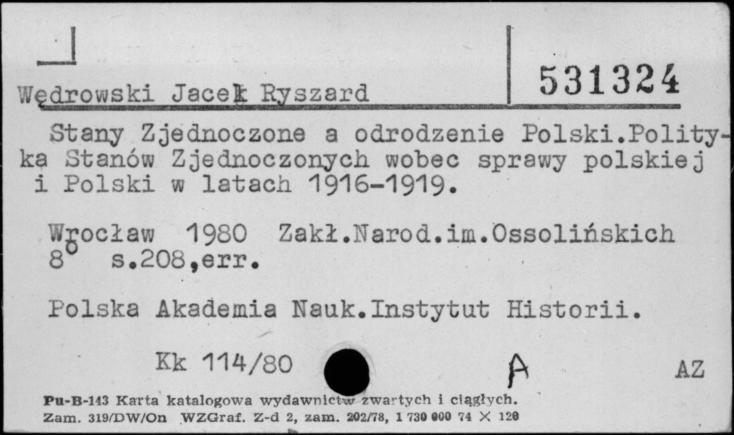 531324
Wędrowski Jacek Ryszard
Stany Zjednoczone a odrodzenie Polski.Polity-
ka Stanów Zjednoczonych wobec sprawy polskiej
i Polski w latach 1916-1919.
Wrocław 1980 Zakł.Narod.im.Ossolińskich
8° s.208,err.
Polska Akademia Nauk.Instytut Historii.
Kk 114/80 A AZ
Pu-B-143 Karta katalogowa wydawnictw zwartych i ciągłych.
Zam. 319/DW/On WZGraf. Z-d 2, zam. 202/78, 1 730 000 74 × 120